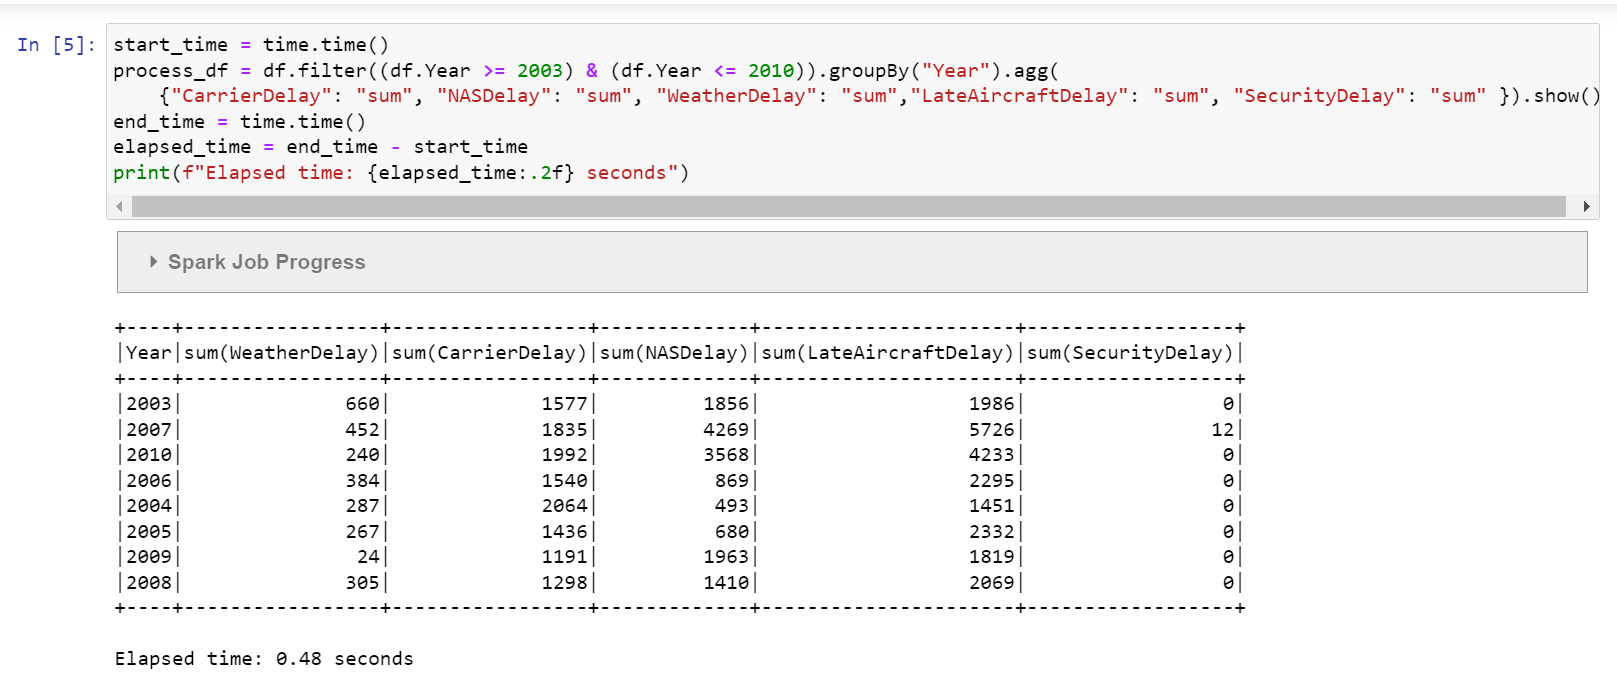 In [5]: start_time = time.time()
process_df = df.filter((df.Year >= 2003) & (df.Year <= 2010)).groupBy("Year").agg(
    {"CarrierDelay": "sum", "NASDelay": "sum", "WeatherDelay": "sum","LateAircraftDelay": "sum", "SecurityDelay": "sum" }).show()
end_time = time.time()
elapsed_time = end_time - start_time
print(f"Elapsed time: {elapsed_time:.2f} seconds")
Spark Job Progress
+----+-----------------+-----------------+-------------+----------------------+------------------+
|Year|sum(WeatherDelay)|sum(CarrierDelay)|sum(NASDelay)|sum(LateAircraftDelay)|sum(SecurityDelay)|
+----+-----------------+-----------------+-------------+----------------------+------------------+
|2003|              660|             1577|         1856|                  1986|                 0|
|2007|              452|             1835|         4269|                  5726|                12|
|2010|              240|             1992|         3568|                  4233|                 0|
|2006|              384|             1540|          869|                  2295|                 0|
|2004|              287|             2064|          493|                  1451|                 0|
|2005|              267|             1436|          680|                  2332|                 0|
|2009|               24|             1191|         1963|                  1819|                 0|
|2008|              305|             1298|         1410|                  2069|                 0|
+----+-----------------+-----------------+-------------+----------------------+------------------+
Elapsed time: 0.48 seconds